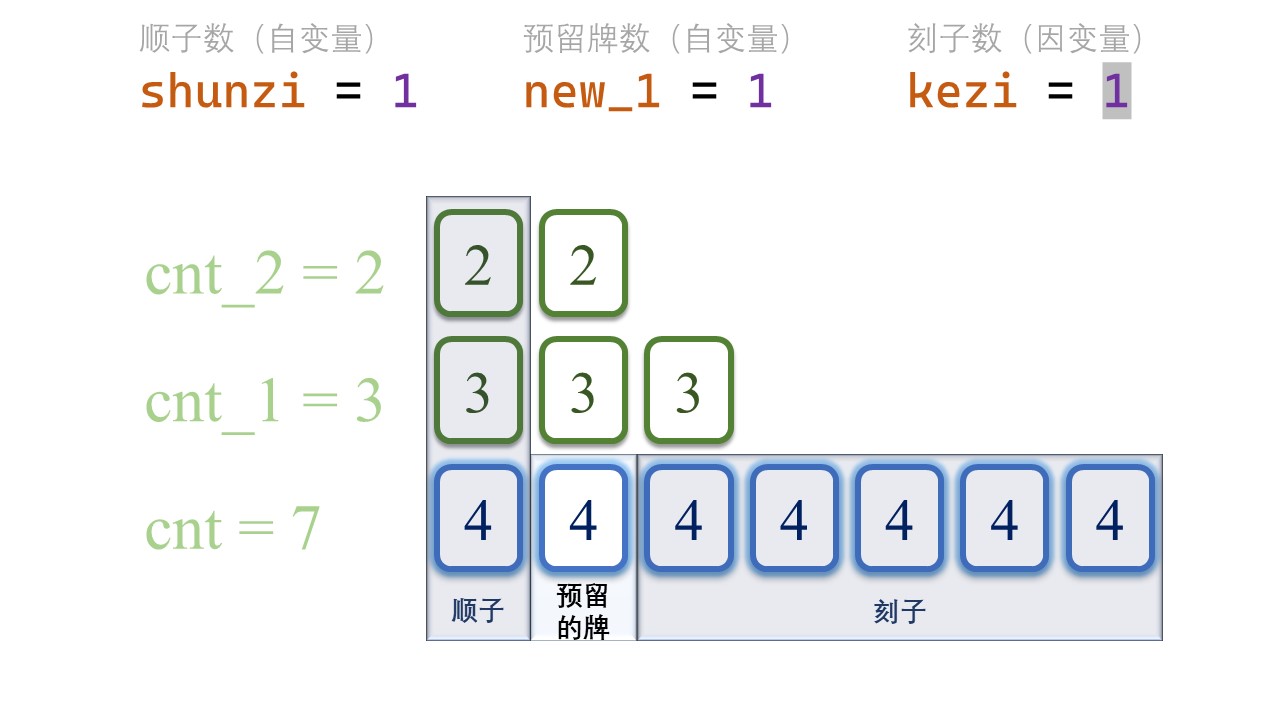 顺子数（自变量） 预留牌数（自变量） 刻子数（因变量）
shunzi = 1 new_1 = 1 kezi = 1
cnt_2 = 2 2 2
cnt_1 = 3 3 3 3
cnt = 7 4 4 4 4 4 4 4
顺子 预留的牌 刻子